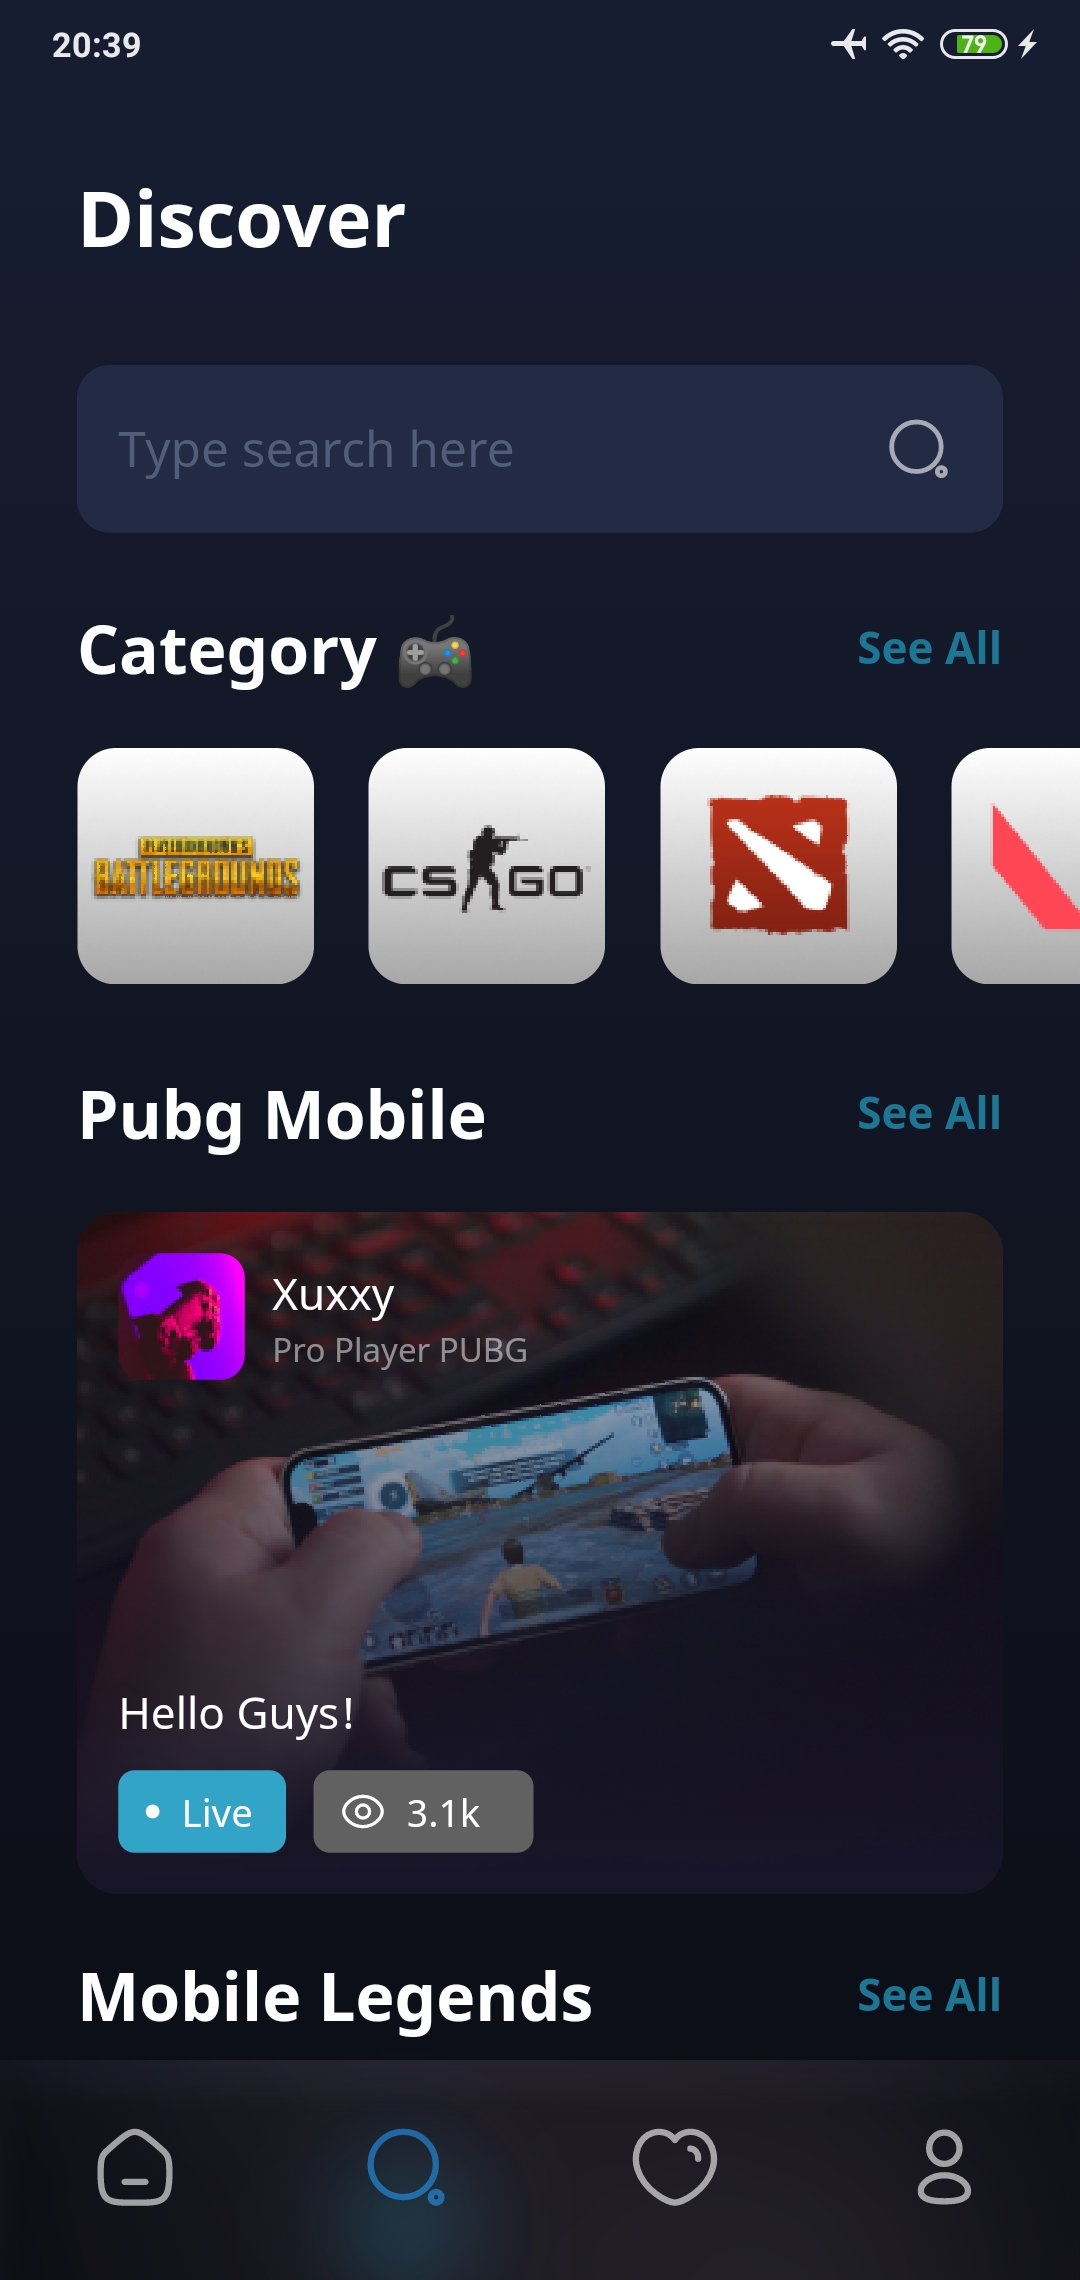 20:39
79
Discover
Type search here
Category
See All
PLAYERUNKNOWN'S
BATTLEGROUNDS
CS GO
Pubg Mobile
See All
Xuxxy
Pro Player PUBG
Hello Guys!
Live
3.1k
Mobile Legends
See All